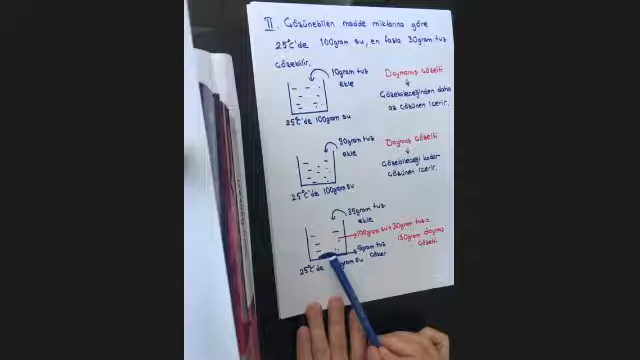 II. Çözünebilen madde miktarına göre
25°C'de 100gram su, en fazla 30gram tuz
çözebilir.
10gram tuz
ekle
25°C'de 100gram su
Doymamış çözelti
Çözebileceğinden daha
az çözünen içerir.
30gram tuz
ekle
25°C'de 100gram su
Doymuş çözelti
Çözebileceği kadar
çözünen içerir.
35gram tuz
ekle
100gram su+30gram tuz=
130gram doymuş
çözelti
5gram tuz
çöker
25°C'de gram su